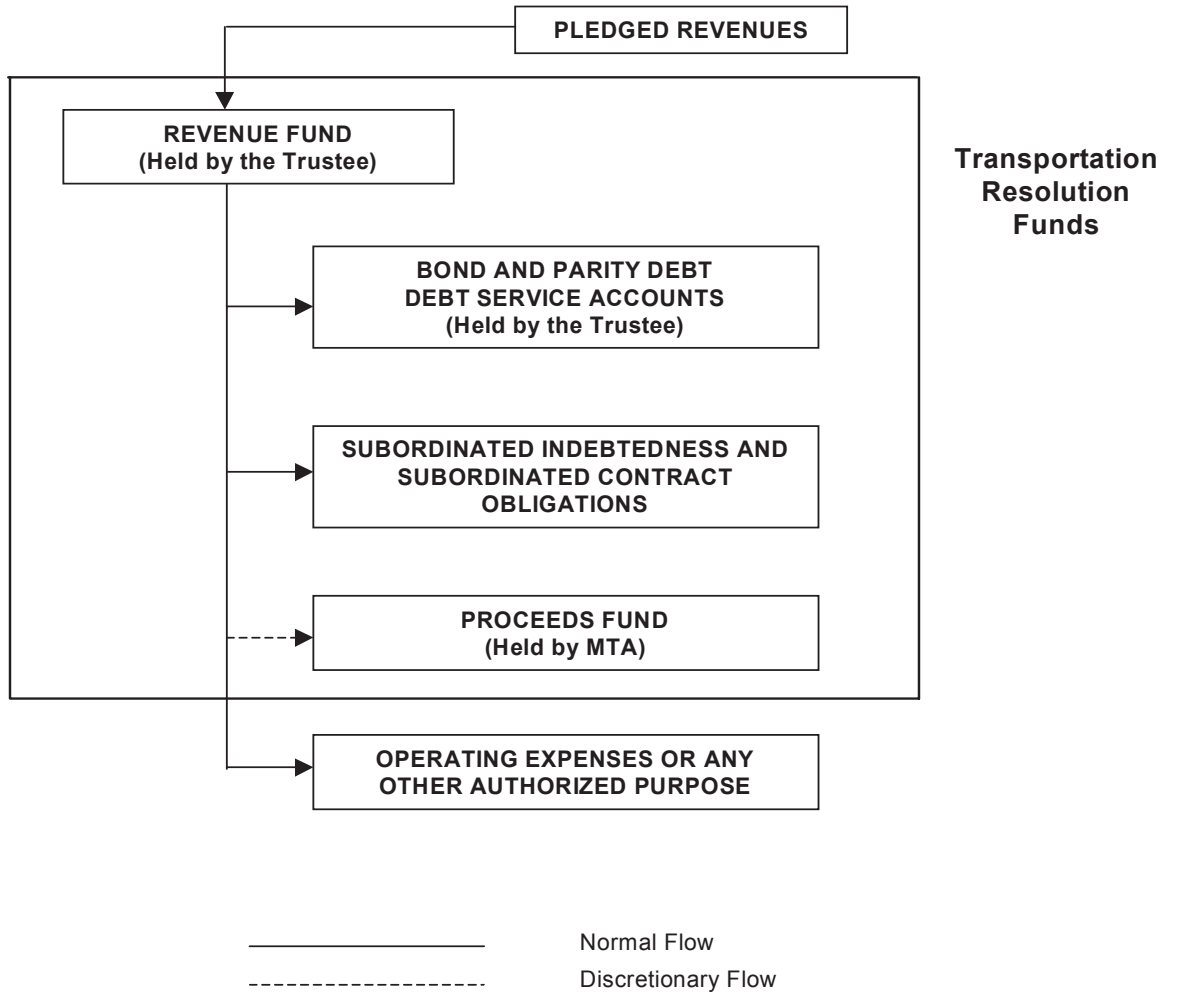 PLEDGED REVENUES
REVENUE FUND
(Held by the Trustee)
Transportation
Resolution
Funds
BOND AND PARITY DEBT
DEBT SERVICE ACCOUNTS
(Held by the Trustee)
SUBORDINATED INDEBTEDNESS AND
SUBORDINATED CONTRACT
OBLIGATIONS
PROCEEDS FUND
(Held by MTA)
OPERATING EXPENSES OR ANY
OTHER AUTHORIZED PURPOSE
Normal Flow
Discretionary Flow